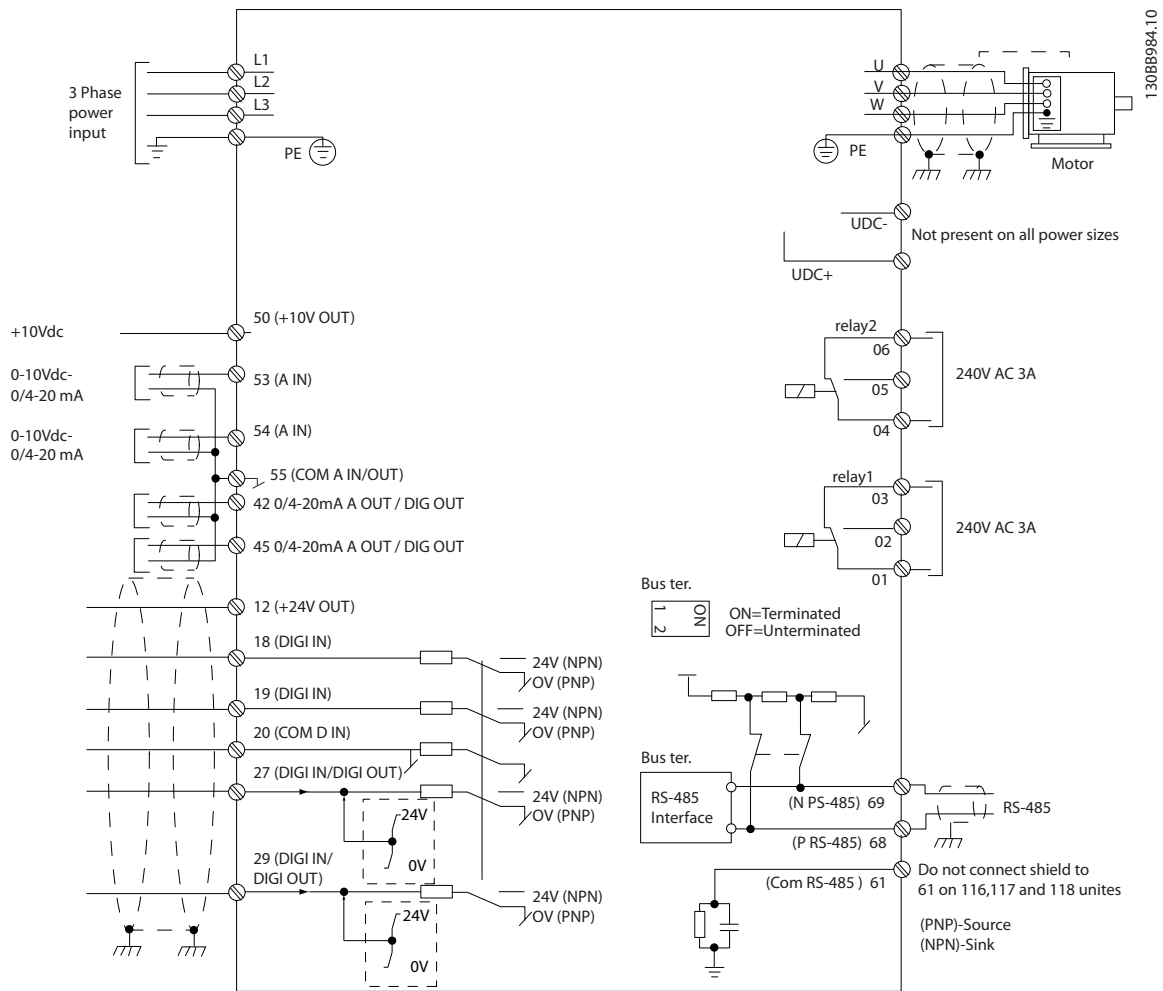 130BB984.10
3 Phase
power
input
L1
L2
L3
PE
U
V
W
PE
Motor
UDC-
Not present on all power sizes
UDC+
+10Vdc
50 (+10V OUT)
0-10Vdc-
0/4-20 mA
53 (A IN)
0-10Vdc-
0/4-20 mA
54 (A IN)
55 (COM A IN/OUT)
42 0/4-20mA A OUT / DIG OUT
45 0/4-20mA A OUT / DIG OUT
12 (+24V OUT)
18 (DIGI IN)
24V (NPN)
OV (PNP)
19 (DIGI IN)
24V (NPN)
OV (PNP)
20 (COM D IN)
27 (DIGI IN/DIGI OUT)
24V (NPN)
OV (PNP)
24V
0V
29 (DIGI IN/
DIGI OUT)
24V (NPN)
OV (PNP)
24V
0V
relay2
06
05
04
240V AC 3A
relay1
03
02
01
240V AC 3A
Bus ter.
1
2
ON
ON=Terminated
OFF=Unterminated
Bus ter.
RS-485
Interface
(N PS-485) 69
RS-485
(P RS-485) 68
(Com RS-485 ) 61
Do not connect shield to
61 on 116,117 and 118 unites
(PNP)-Source
(NPN)-Sink